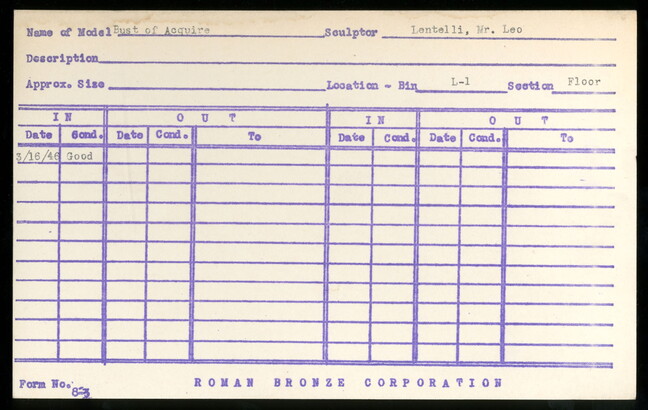 Name of Model Bust of Acquire Sculptor Lentelli, Mr. Leo
Description
Approx. Size Location - Bin L-1 Section Floor
IN OUT IN OUT
Date Cond. Date Cond. To Date Cond. Date Cond. To
3/16/46 Good
Form No. 83 ROMAN BRONZE CORPORATION